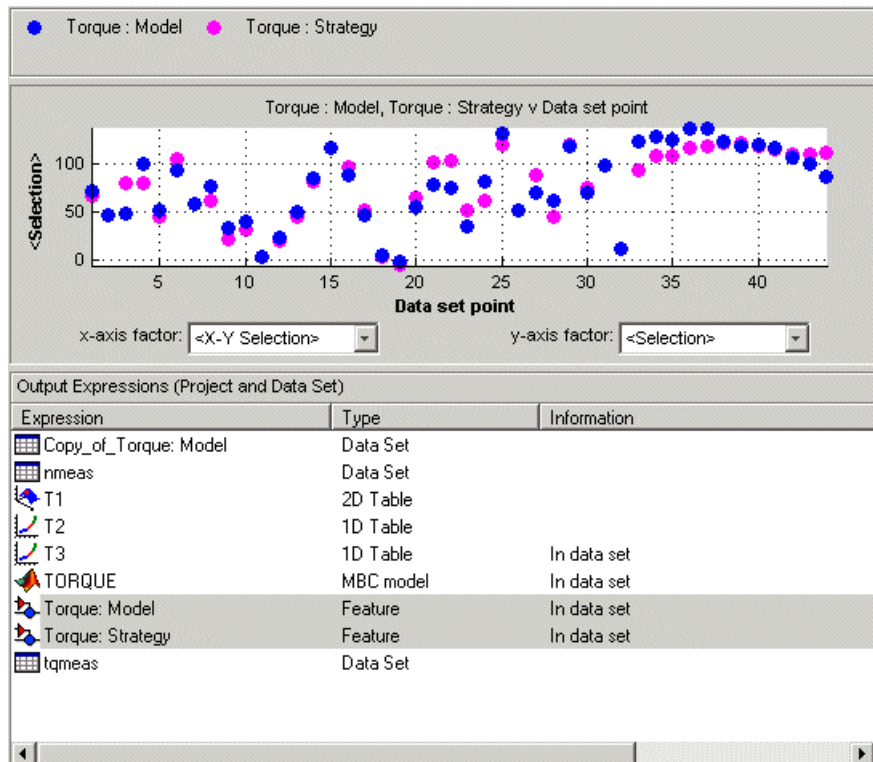 Torque : Model Torque : Strategy
Torque : Model, Torque : Strategy v Data set point
<Selection>
100
50
0
5 10 15 20 25 30 35 40
Data set point
x-axis factor: <X-Y Selection> y-axis factor: <Selection>
Output Expressions (Project and Data Set)
Expression Type Information
Copy_of_Torque: Model Data Set
nmeas Data Set
T1 2D Table
T2 1D Table
T3 1D Table In data set
TORQUE MBC model In data set
Torque: Model Feature In data set
Torque: Strategy Feature In data set
tqmeas Data Set